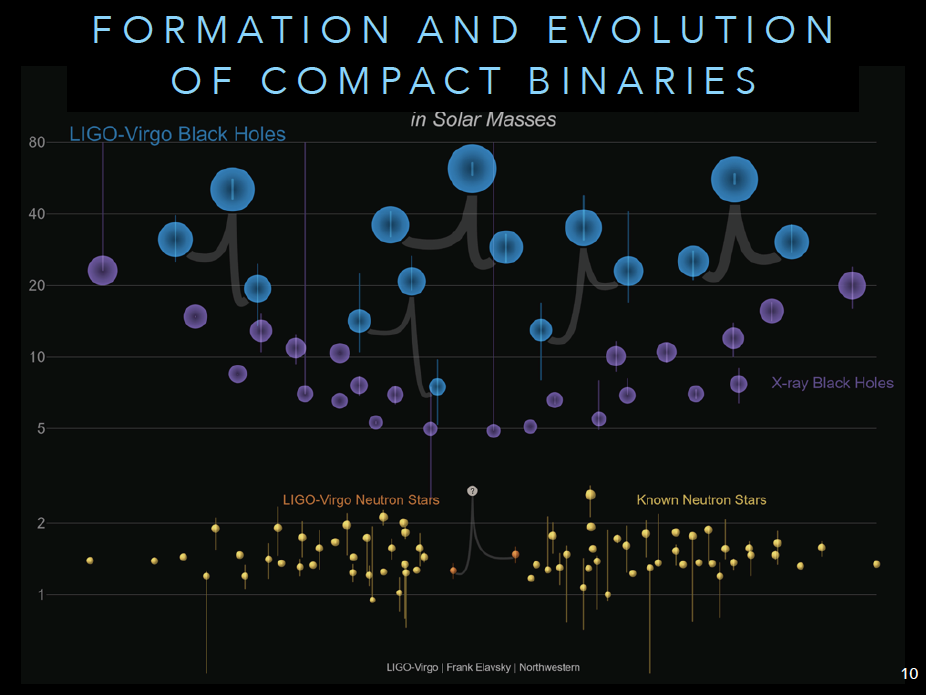 FORMATION AND EVOLUTION
OF COMPACT BINARIES
in Solar Masses
LIGO-Virgo Black Holes
80
40
20
10
X-ray Black Holes
5
?
LIGO-Virgo Neutron Stars
Known Neutron Stars
2
1
LIGO-Virgo | Frank Elavsky | Northwestern
10